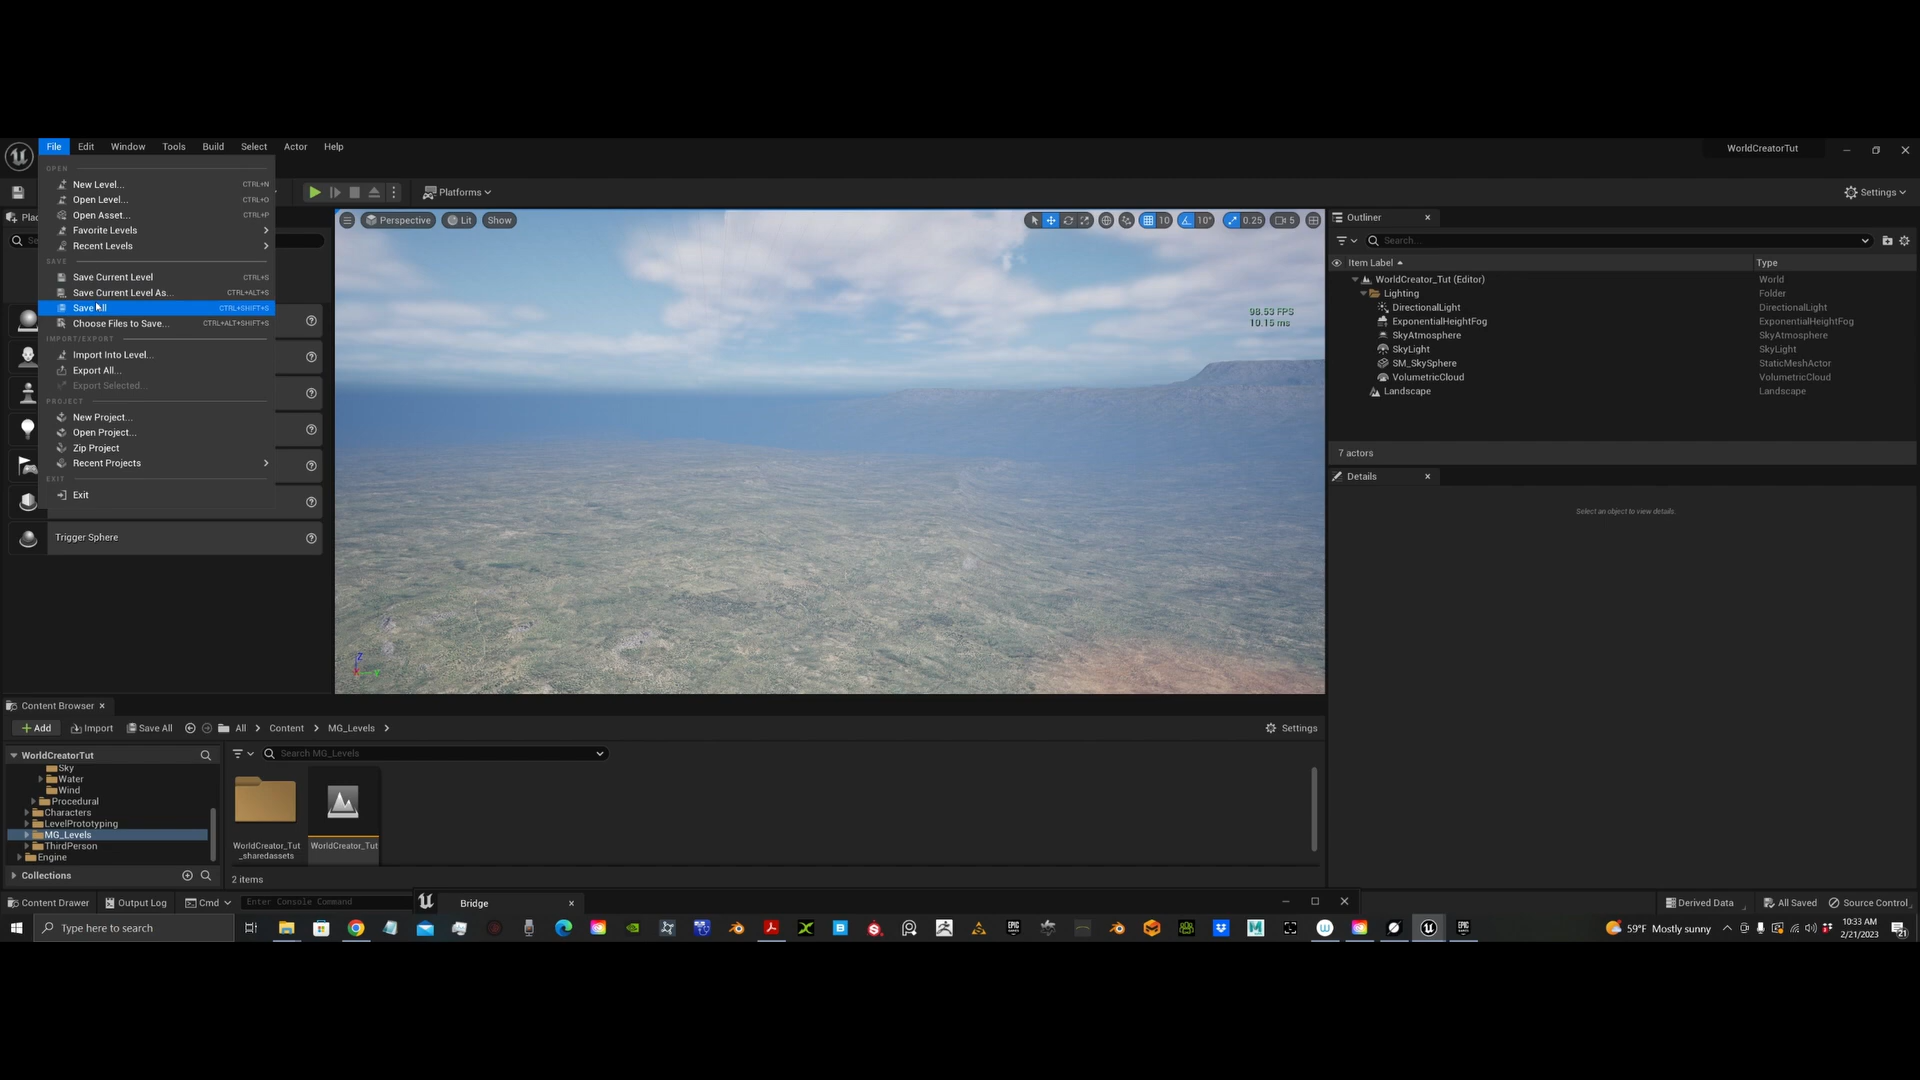 File Edit Window Tools Build Select Actor Help
WorldCreatorTut
OPEN
New Level... CTRL+N
Open Level... CTRL+O
Open Asset... CTRL+P
Favorite Levels
Recent Levels
SAVE
Save Current Level CTRL+S
Save Current Level As... CTRL+ALT+S
Save All CTRL+SHIFT+S
Choose Files to Save... CTRL+ALT+SHIFT+S
IMPORT/EXPORT
Import Into Level...
Export All...
Export Selected...
PROJECT
New Project...
Open Project...
Zip Project
Recent Projects
EXIT
Exit
Trigger Sphere
Platforms
Settings
Perspective Lit Show
10 10° 0.25 5
98.53 FPS
10.15 ms
Outliner
Search...
Item Label Type
WorldCreator_Tut (Editor) World
Lighting Folder
DirectionalLight DirectionalLight
ExponentialHeightFog ExponentialHeightFog
SkyAtmosphere SkyAtmosphere
SkyLight SkyLight
SM_SkySphere StaticMeshActor
VolumetricCloud VolumetricCloud
Landscape Landscape
7 actors
Details
Select an object to view details.
Content Browser
Add Import Save All All Content MG_Levels Settings
WorldCreatorTut
Search MG_Levels
Sky
Water
Wind
Procedural
Characters
LevelPrototyping
MG_Levels
ThirdPerson
Engine
Collections
WorldCreator_Tut
_sharedassets
WorldCreator_Tut
2 items
Content Drawer Output Log Cmd Enter Console Command Bridge
Derived Data All Saved Source Control
Type here to search
59°F Mostly sunny
10:33 AM
2/21/2023